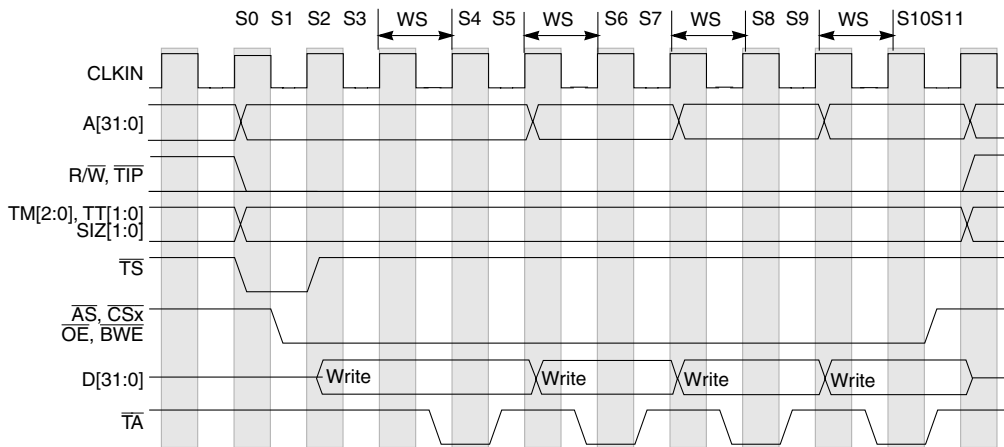 S0 S1 S2 S3 WS S4 S5 WS S6 S7 WS S8 S9 WS S10S11
CLKIN
A[31:0]
R/W, TIP
TM[2:0], TT[1:0]
SIZ[1:0]
TS
AS, CSx
OE, BWE
D[31:0] Write Write Write Write
TA